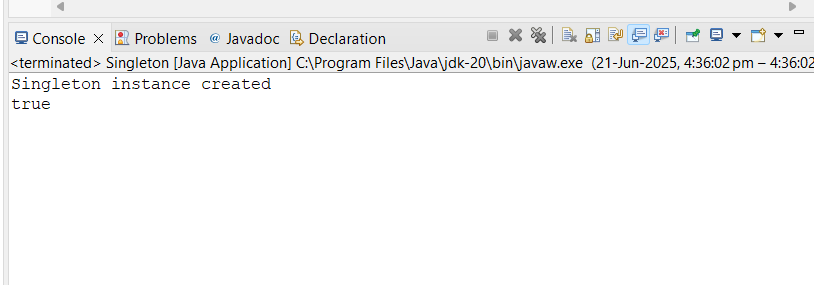 Console Problems @ Javadoc Declaration
<terminated> Singleton [Java Application] C:\Program Files\Java\jdk-20\bin\javaw.exe (21-Jun-2025, 4:36:02 pm – 4:36:02
Singleton instance created
true